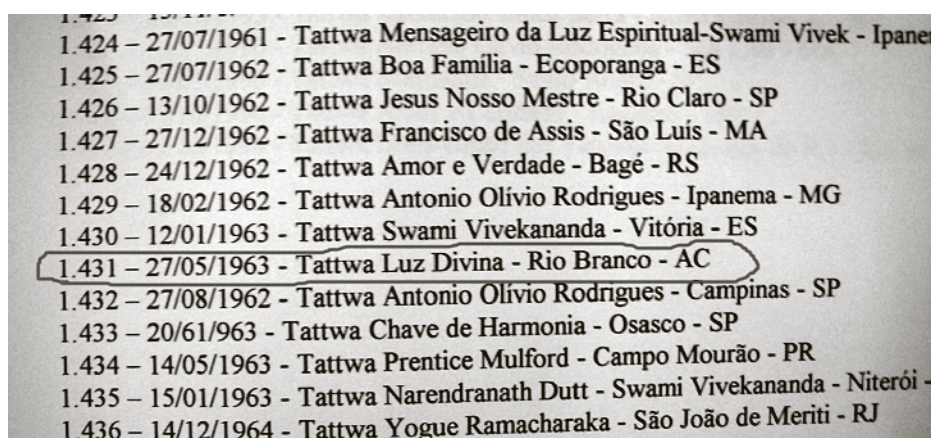 1.424 – 27/07/1961 - Tattwa Mensageiro da Luz Espiritual-Swami Vivek -
1.425 – 27/07/1962 - Tattwa Boa Família - Ecoporanga - ES
1.426 – 13/10/1962 - Tattwa Jesus Nosso Mestre - Rio Claro - SP
1.427 – 27/12/1962 - Tattwa Francisco de Assis - São Luís - MA
1.428 – 24/12/1962 - Tattwa Amor e Verdade - Bagé - RS
1.429 – 18/02/1962 - Tattwa Antonio Olívio Rodrigues - Ipanema - MG
1.430 – 12/01/1963 - Tattwa Swami Vivekananda - Vitória - ES
1.431 – 27/05/1963 - Tattwa Luz Divina - Rio Branco - AC
1.432 – 27/08/1962 - Tattwa Antonio Olívio Rodrigues - Campinas - SP
1.433 – 20/61/963 - Tattwa Chave de Harmonia - Osasco - SP
1.434 – 14/05/1963 - Tattwa Prentice Mulford - Campo Mourão - PR
1.435 – 15/01/1963 - Tattwa Narendranath Dutt - Swami Vivekananda - Niterói -
1.436 – 14/12/1964 - Tattwa Yogue Ramacharaka - São João de Meriti - RJ